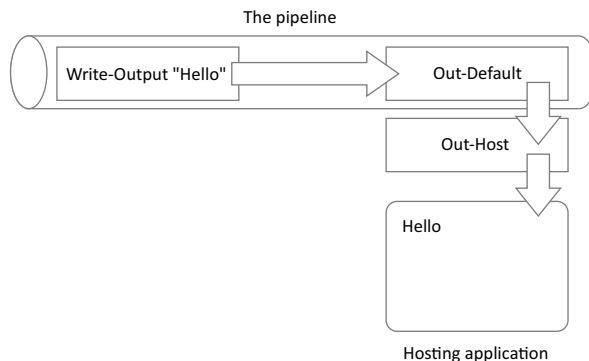 The pipeline
Write-Output "Hello"
Out-Default
Out-Host
Hello
Hosting application